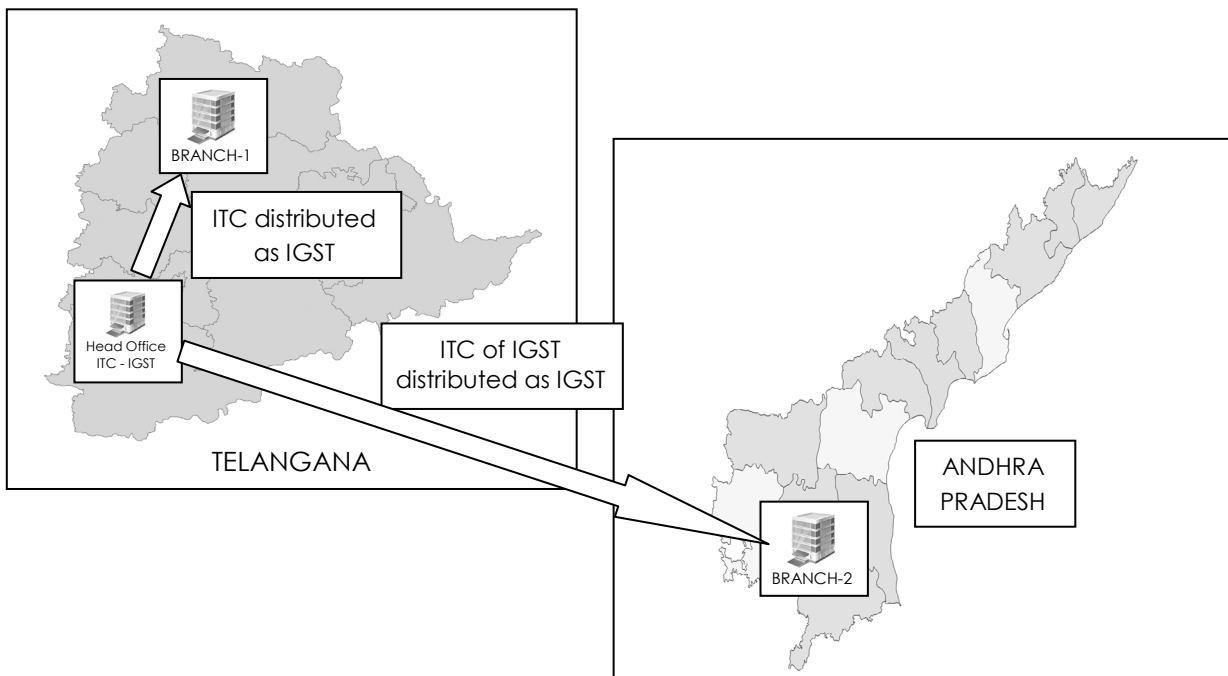 BRANCH-1
ITC distributed
as IGST
Head Office
ITC - IGST
ITC of IGST
distributed as IGST
TELANGANA
ANDHRA
PRADESH
BRANCH-2